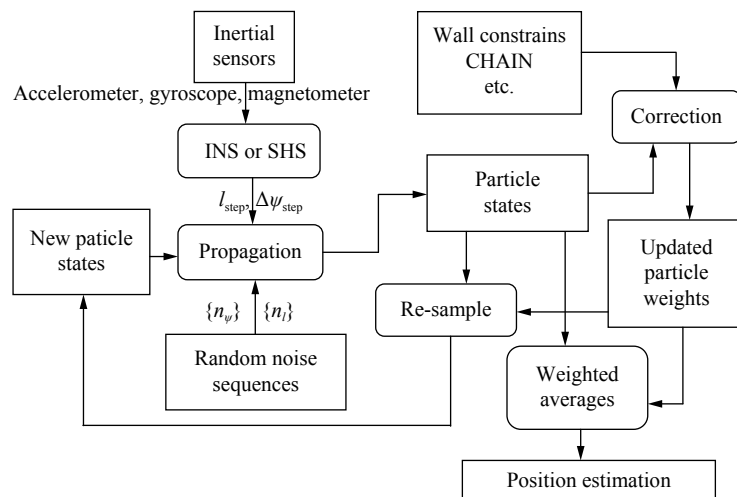 Inertial
sensors
Wall constrains
CHAIN
etc.
Accelerometer, gyroscope, magnetometer
Correction
INS or SHS
l_step, Δψ_step
Particle
states
New paticle
states
Propagation
Updated
particle
weights
{n_ψ} {n_l}
Re-sample
Random noise
sequences
Weighted
averages
Position estimation